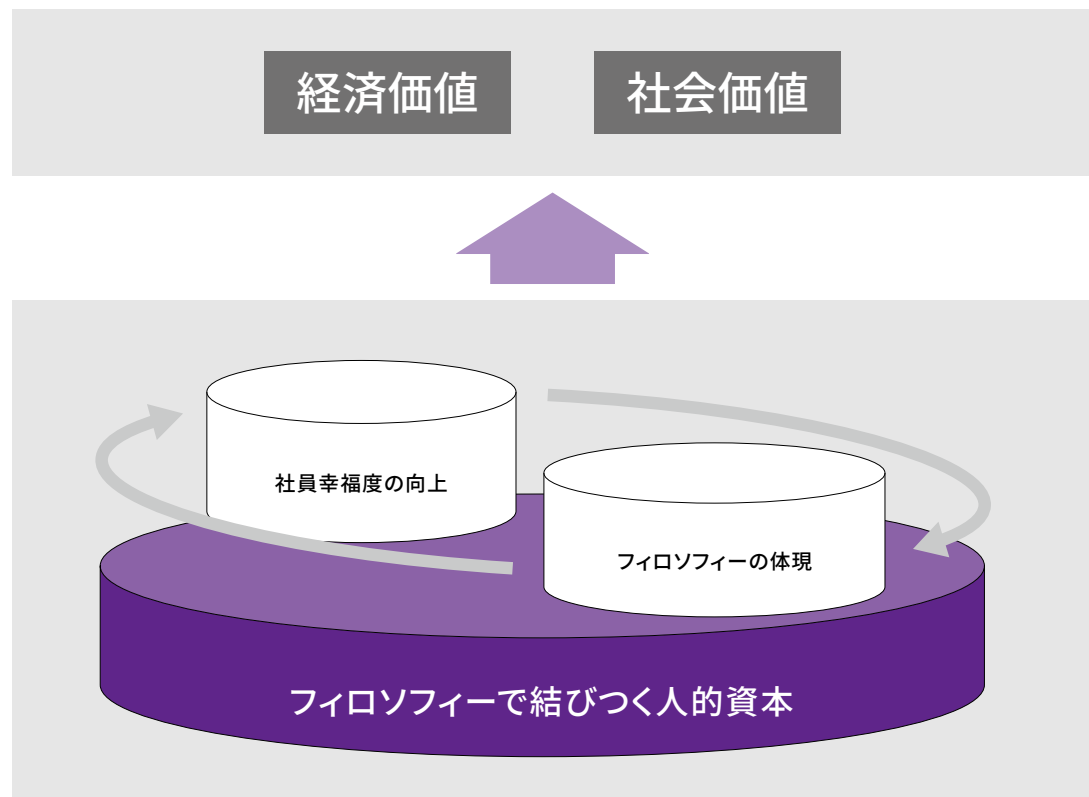 経済価値
社会価値
社員幸福度の向上
フィロソフィーの体現
フィロソフィーで結びつく人的資本